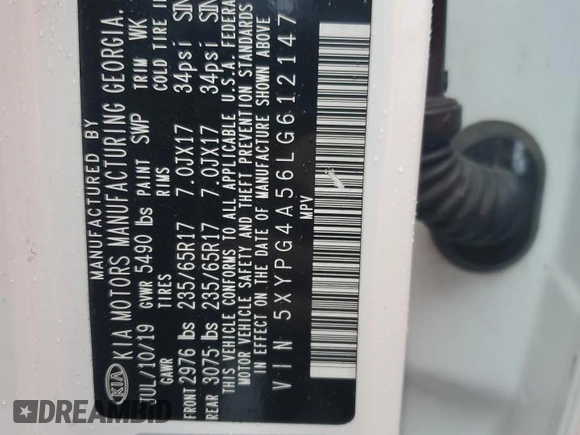 MANUFACTURED BY
KIA KIA MOTORS MANUFACTURING GEORGIA.
JUL/10/19 GVWR 5490 lbs PAINT SWP TRIM WK
GAWR TIRES RIMS COLD TIRE
FRONT 2976 lbs 235/65R17 7.0JX17 34psi
REAR 3075 lbs 235/65R17 7.0JX17 34psi
THIS VEHICLE CONFORMS TO ALL APPLICABLE U.S.A. FEDERA
MOTOR VEHICLE SAFETY AND THEFT PREVENTION STANDARDS
IN EFFECT ON THE DATE OF MANUFACTURE SHOWN ABOVE
VIN 5XYPG4A56LG612147
MPV
DREAMBID